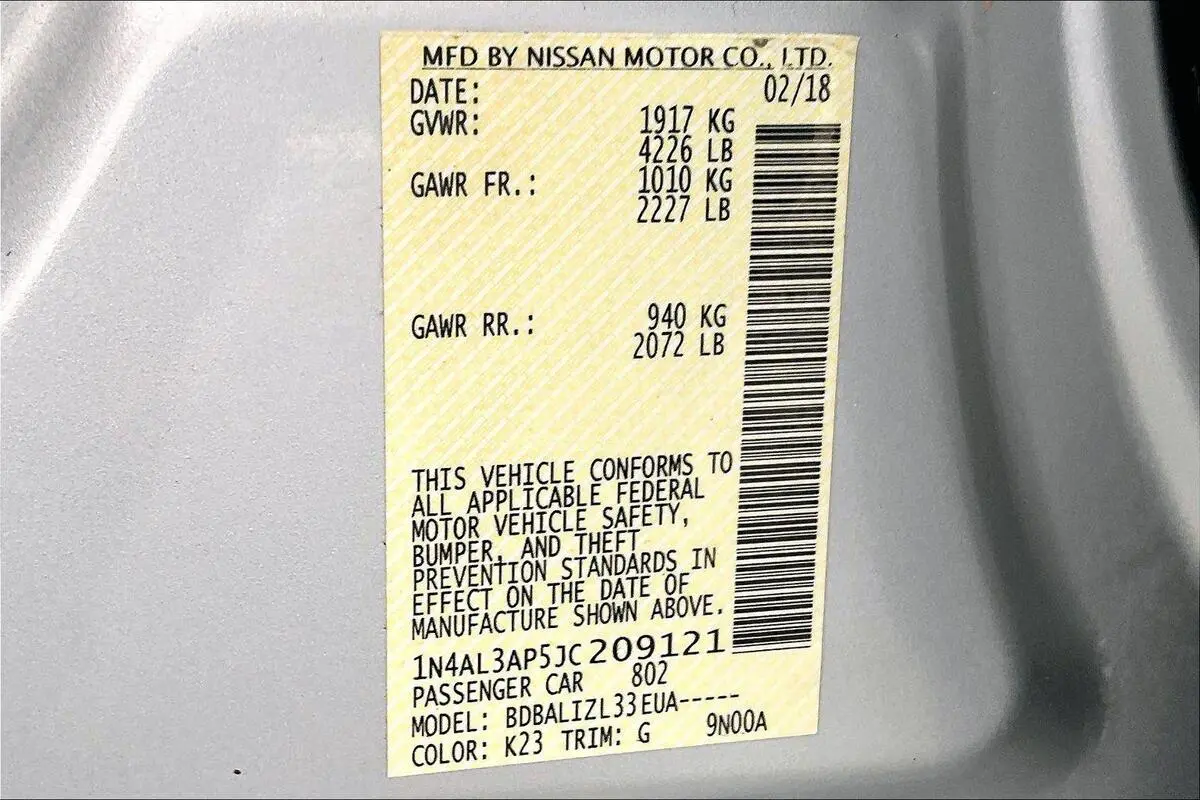 MFD BY NISSAN MOTOR CO., LTD.
DATE: 02/18
GVWR: 1917 KG
4226 LB
GAWR FR.: 1010 KG
2227 LB
GAWR RR.: 940 KG
2072 LB
THIS VEHICLE CONFORMS TO
ALL APPLICABLE FEDERAL
MOTOR VEHICLE SAFETY,
BUMPER, AND THEFT
PREVENTION STANDARDS IN
EFFECT ON THE DATE OF
MANUFACTURE SHOWN ABOVE.
1N4AL3AP5JC209121
PASSENGER CAR 802
MODEL: BDBALIZL33EUA-----
COLOR: K23 TRIM: G 9N00A